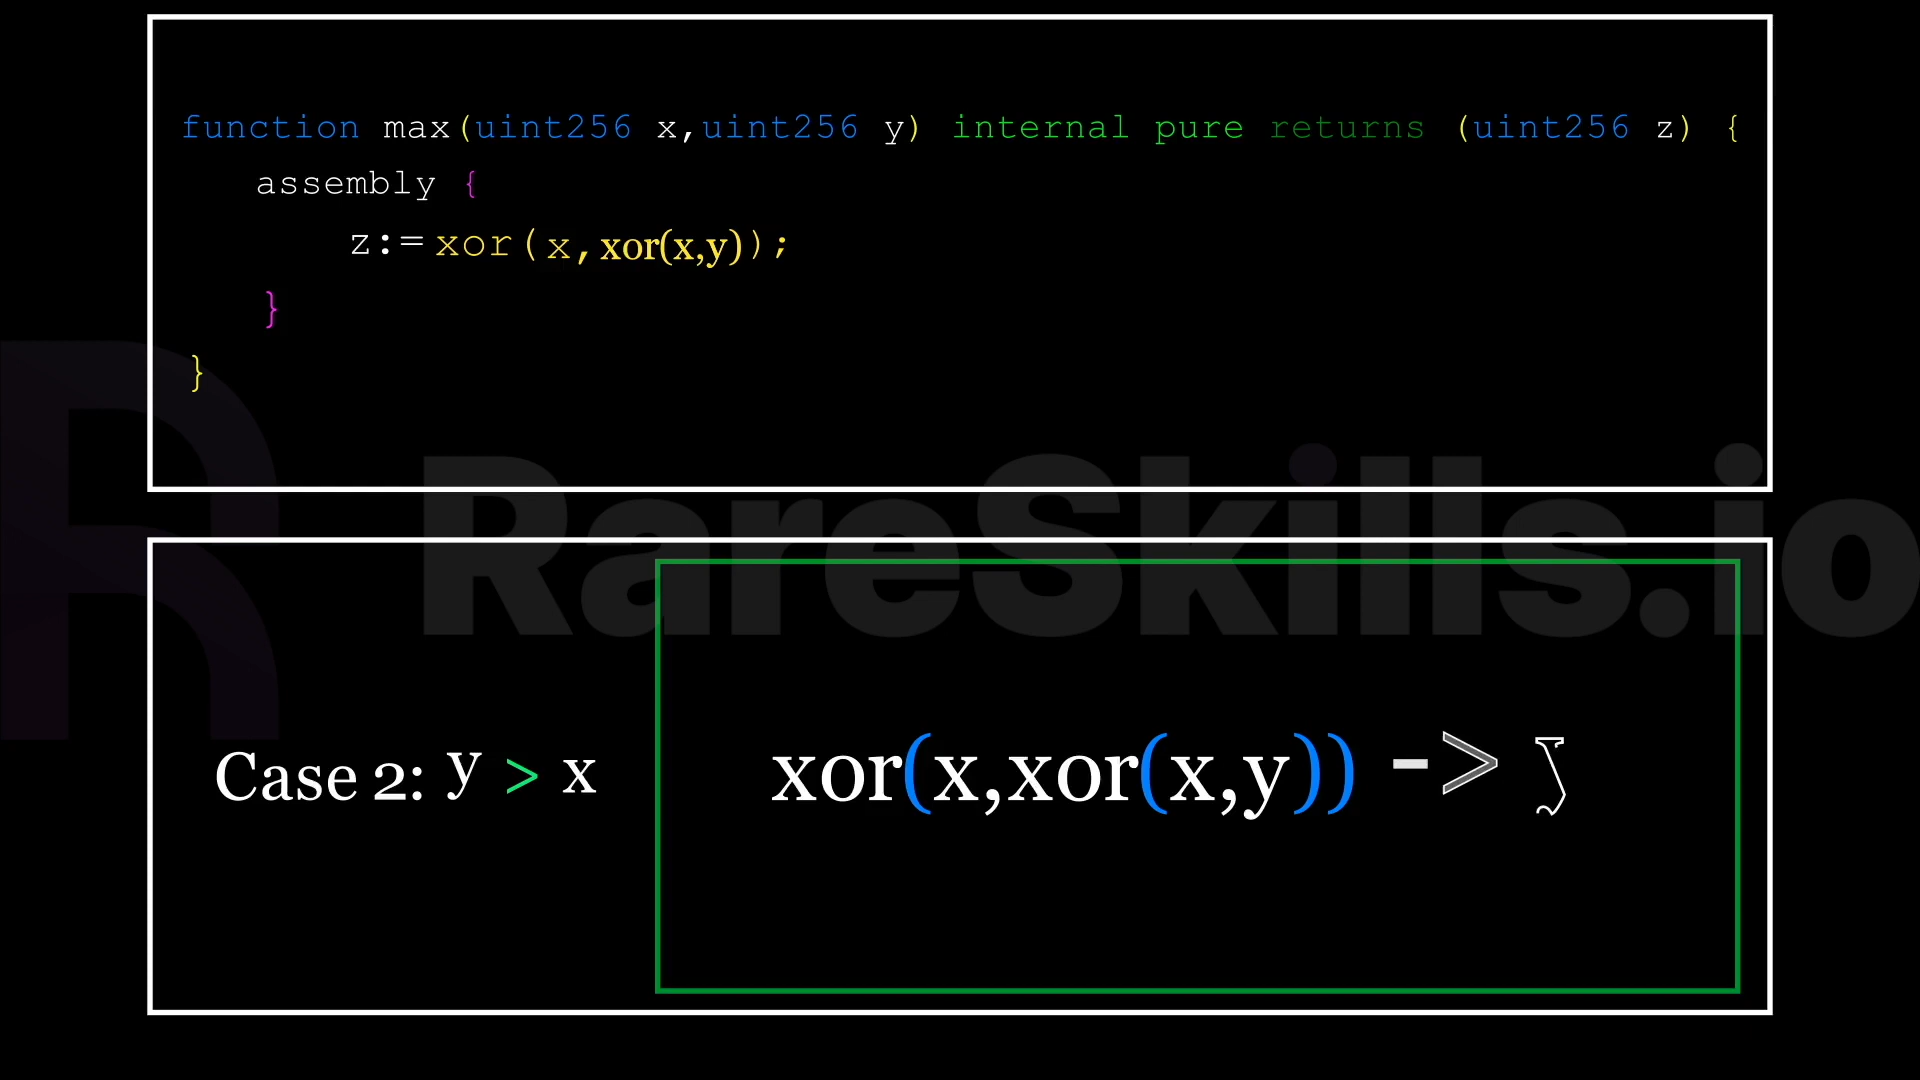 function max(uint256 x,uint256 y) internal pure returns (uint256 z) {
assembly {
z:= xor(x, xor(x,y));
}
}
RareSkills.io
Case 2: y > x
xor(x,xor(x,y)) -> y